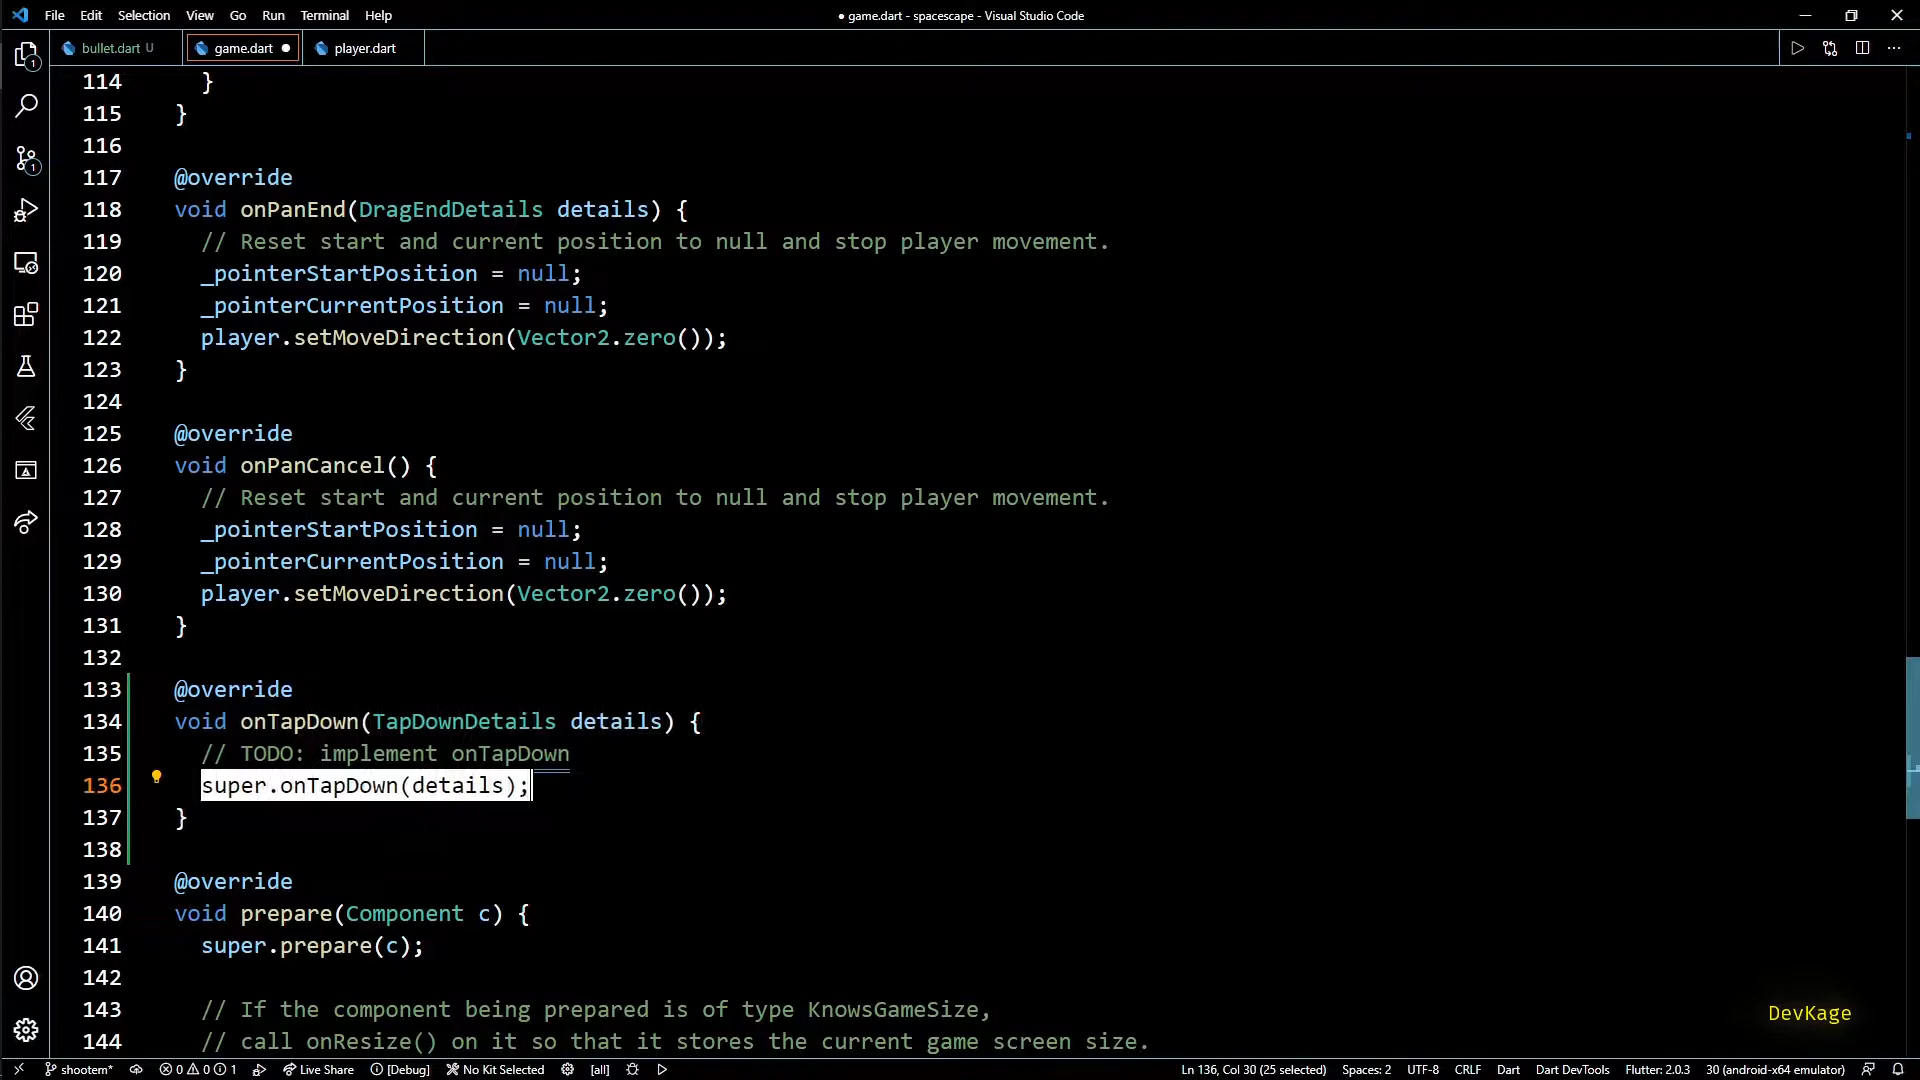 File Edit Selection View Go Run Terminal Help
● game.dart - spacescape - Visual Studio Code
bullet.dart U
game.dart ●
player.dart
114 }
115 }
116
117 @override
118 void onPanEnd(DragEndDetails details) {
119 // Reset start and current position to null and stop player movement.
120 _pointerStartPosition = null;
121 _pointerCurrentPosition = null;
122 player.setMoveDirection(Vector2.zero());
123 }
124
125 @override
126 void onPanCancel() {
127 // Reset start and current position to null and stop player movement.
128 _pointerStartPosition = null;
129 _pointerCurrentPosition = null;
130 player.setMoveDirection(Vector2.zero());
131 }
132
133 @override
134 void onTapDown(TapDownDetails details) {
135 // TODO: implement onTapDown
136 super.onTapDown(details);
137 }
138
139 @override
140 void prepare(Component c) {
141 super.prepare(c);
142
143 // If the component being prepared is of type KnowsGameSize,
144 // call onResize() on it so that it stores the current game screen size.
1
1
DevKage
shootem* 0 0 1 Live Share [Debug] No Kit Selected [all] Ln 136, Col 30 (25 selected) Spaces: 2 UTF-8 CRLF Dart Dart DevTools Flutter: 2.0.3 30 (android-x64 emulator)